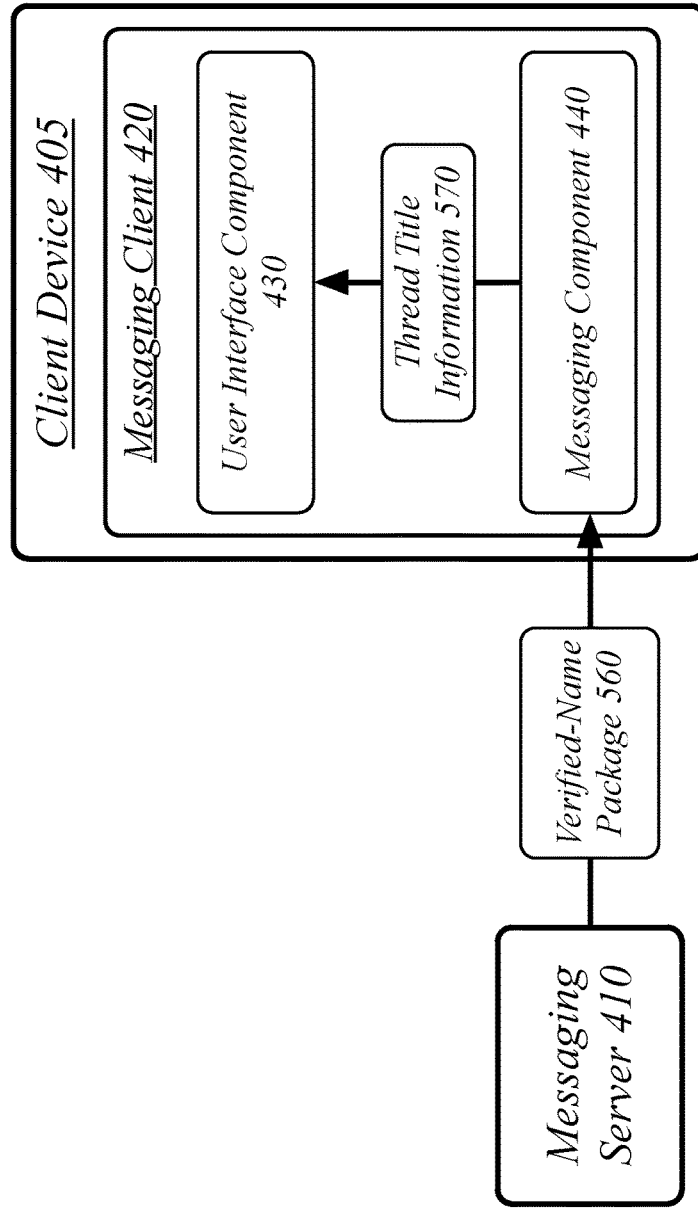 Client Device 405
Messaging Client 420
User Interface Component
430
Thread Title
Information 570
Messaging Component 440
Verified-Name
Package 560
Messaging
Server 410